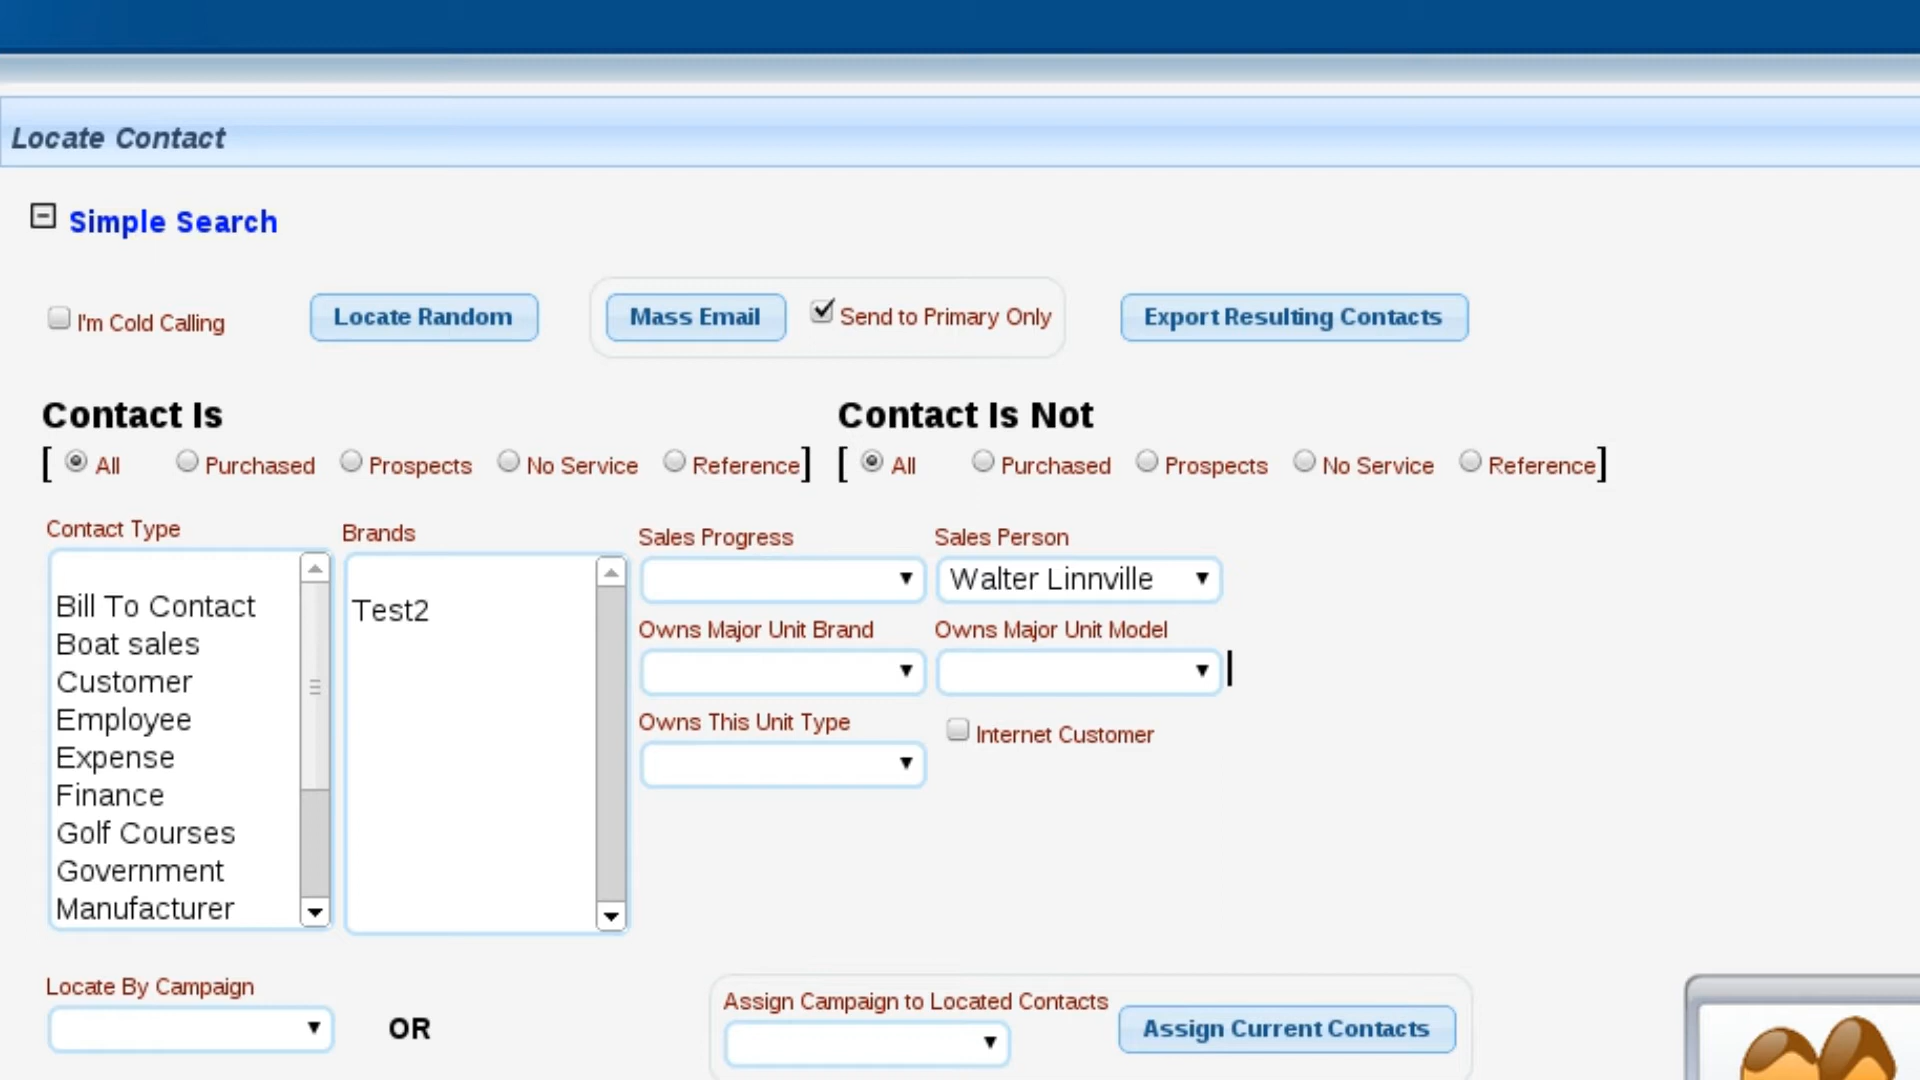 Locate Contact
Simple Search
I'm Cold Calling
Locate Random
Mass Email
Send to Primary Only
Export Resulting Contacts
Contact Is
Contact Is Not
[ All Purchased Prospects No Service Reference]
[ All Purchased Prospects No Service Reference]
Contact Type
Brands
Sales Progress
Sales Person
Walter Linnville
Bill To Contact
Boat sales
Customer
Employee
Expense
Finance
Golf Courses
Government
Manufacturer
Test2
Owns Major Unit Brand
Owns Major Unit Model
Owns This Unit Type
Internet Customer
Locate By Campaign
OR
Assign Campaign to Located Contacts
Assign Current Contacts